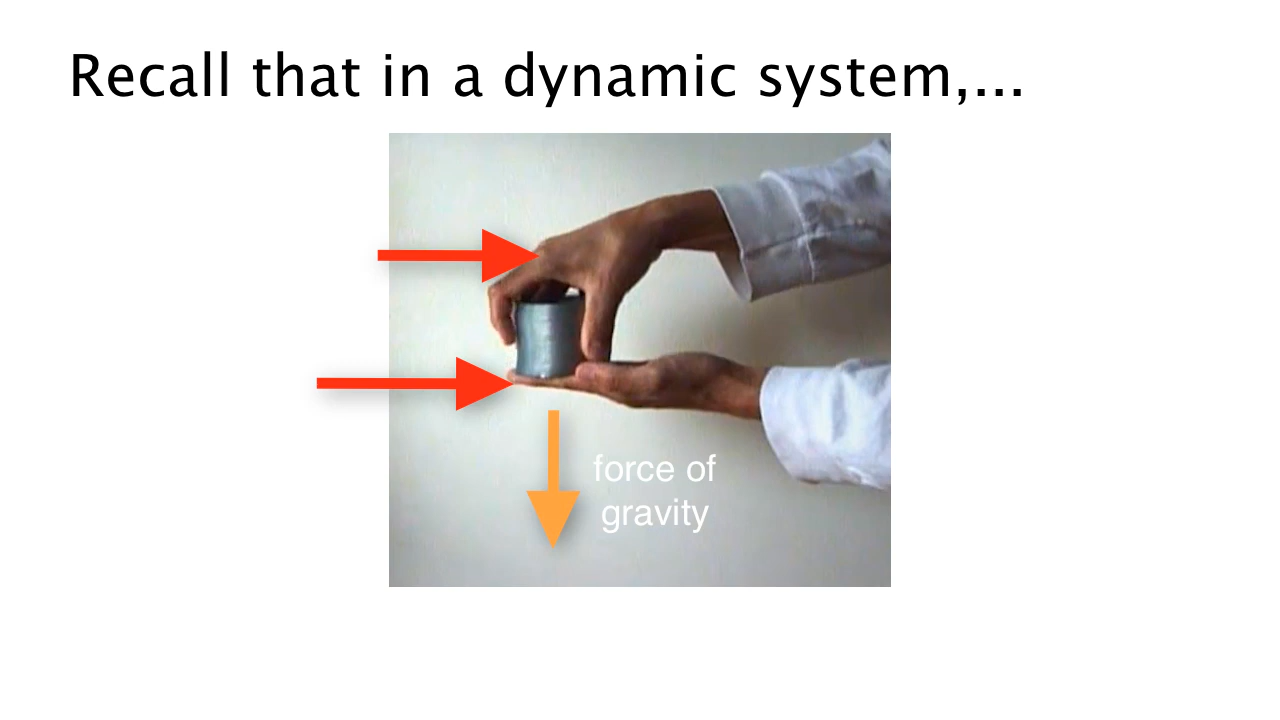 Recall that in a dynamic system,...
force of
gravity